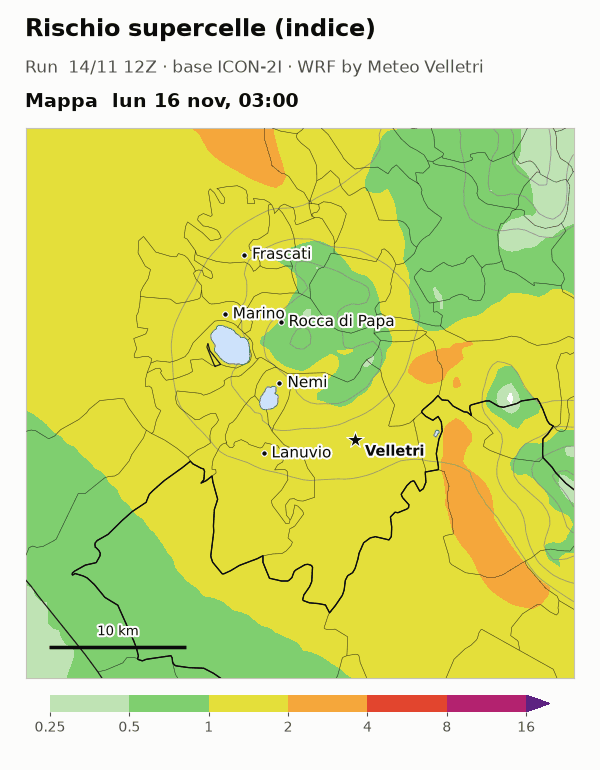 Rischio supercelle (indice)
Run  14/11 12Z · base ICON-2I · WRF by Meteo Velletri
Mappa  lun 16 nov, 03:00
Frascati
Marino
Rocca di Papa
Nemi
Velletri
Lanuvio
10 km
0.25 0.5 1 2 4 8 16